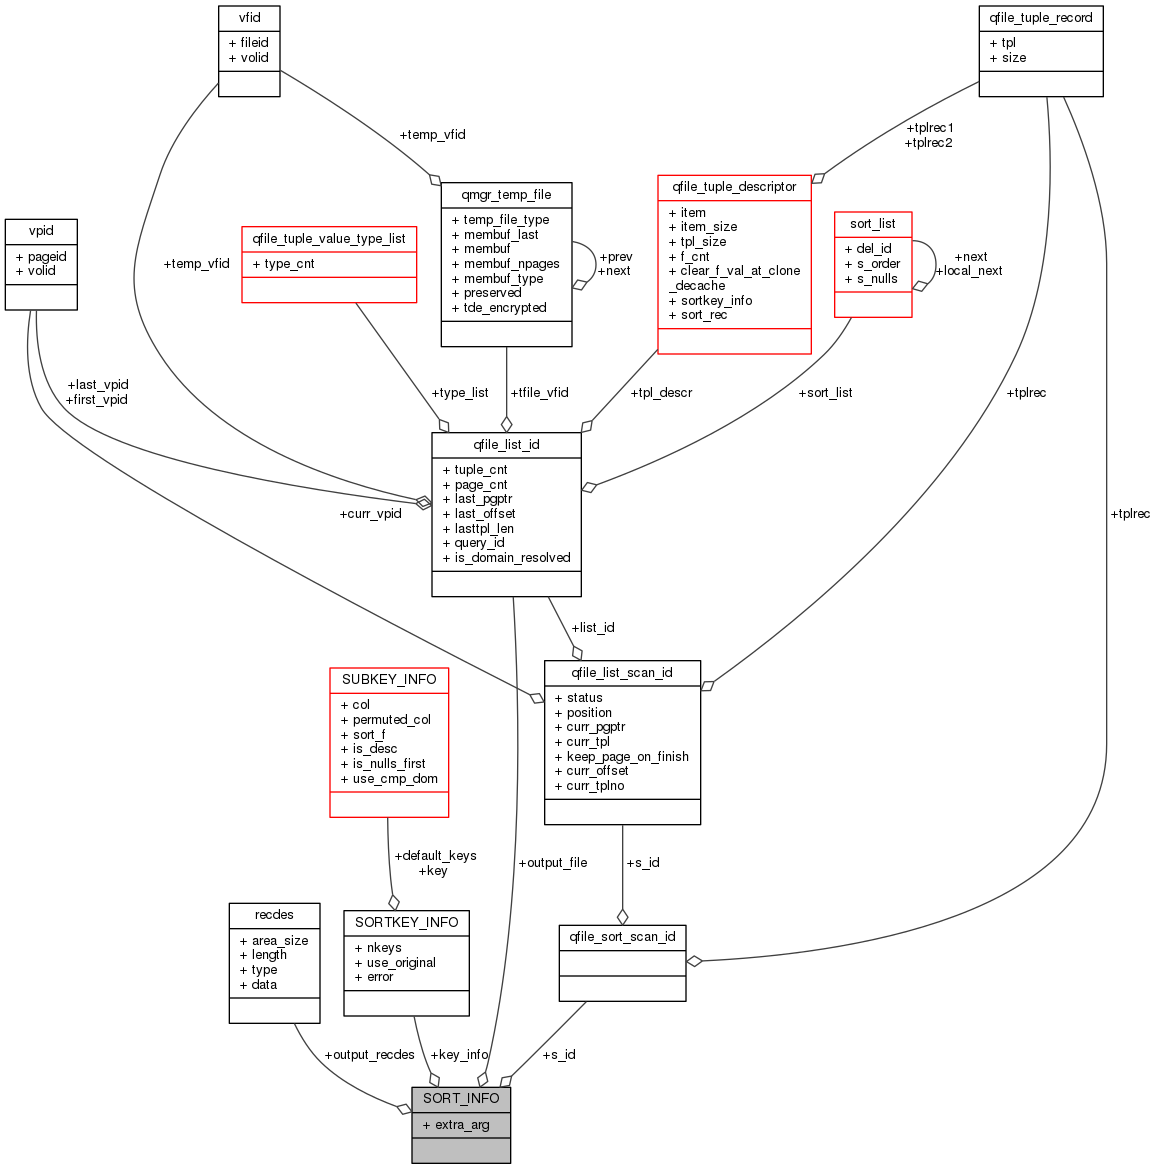 vfid
+ fileid
+ volid
qfile_tuple_record
+ tpl
+ size
+tplrec1
+tplrec2
+temp_vfid
qmgr_temp_file
+ temp_file_type
+ membuf_last
+ membuf
+ membuf_npages
+ membuf_type
+ preserved
+ tde_encrypted
+prev
+next
qfile_tuple_descriptor
+ item
+ item_size
+ tpl_size
+ f_cnt
+ clear_f_val_at_clone
_decache
+ sortkey_info
+ sort_rec
sort_list
+ del_id
+ s_order
+ s_nulls
+next
+local_next
vpid
+ pageid
+ volid
qfile_tuple_value_type_list
+ type_cnt
+temp_vfid
+last_vpid
+first_vpid
+type_list
+tfile_vfid
+tpl_descr
+sort_list
+tplrec
qfile_list_id
+ tuple_cnt
+ page_cnt
+ last_pgptr
+ last_offset
+ lasttpl_len
+ query_id
+ is_domain_resolved
+curr_vpid
+tplrec
+list_id
qfile_list_scan_id
+ status
+ position
+ curr_pgptr
+ curr_tpl
+ keep_page_on_finish
+ curr_offset
+ curr_tplno
SUBKEY_INFO
+ col
+ permuted_col
+ sort_f
+ is_desc
+ is_nulls_first
+ use_cmp_dom
+default_keys
+key
+output_file
+s_id
recdes
+ area_size
+ length
+ type
+ data
SORTKEY_INFO
+ nkeys
+ use_original
+ error
qfile_sort_scan_id
+output_recdes
+key_info
+s_id
SORT_INFO
+ extra_arg